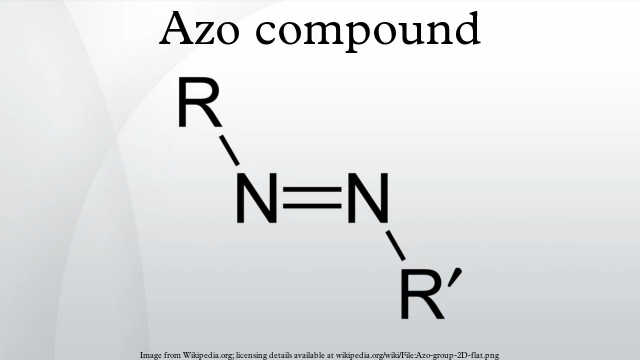 Azo compound
R
N=N
R′
Image from Wikipedia.org; licensing details available at wikipedia.org/wiki/File:Azo-group-2D-flat.png